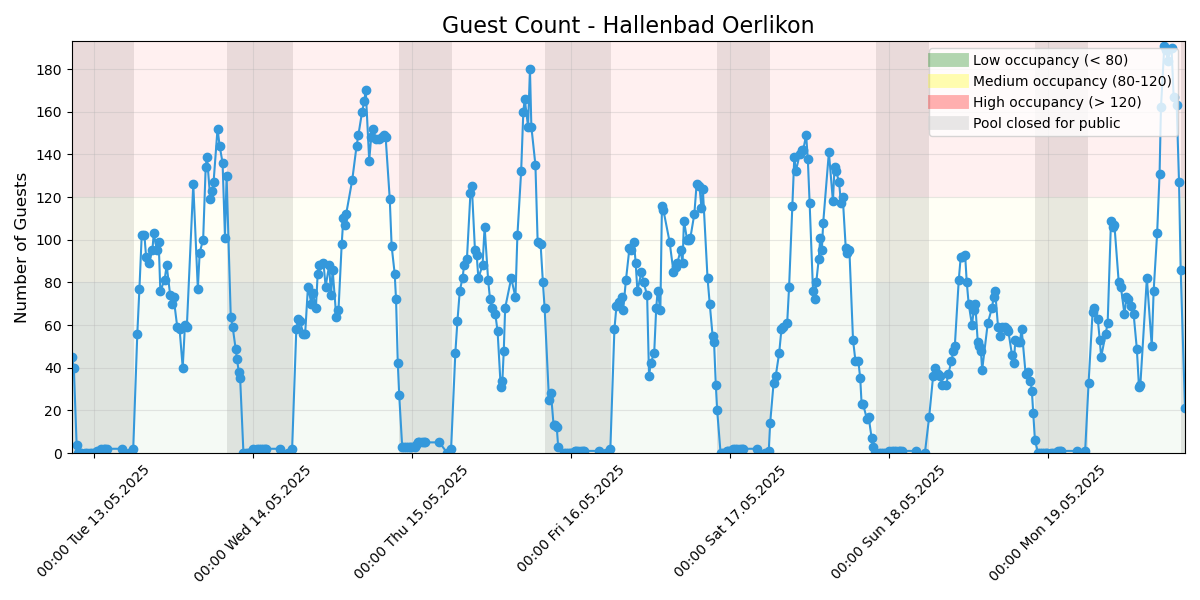 Guest Count - Hallenbad Oerlikon
Number of Guests
180
160
140
120
100
80
60
40
20
0
Low occupancy (< 80)
Medium occupancy (80-120)
High occupancy (> 120)
Pool closed for public
00:00 Tue 13.05.2025
00:00 Wed 14.05.2025
00:00 Thu 15.05.2025
00:00 Fri 16.05.2025
00:00 Sat 17.05.2025
00:00 Sun 18.05.2025
00:00 Mon 19.05.2025